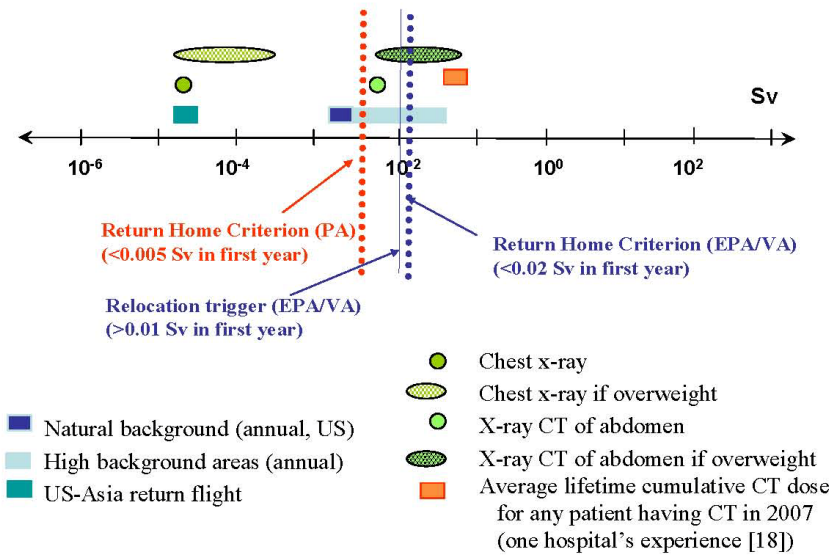 Sv
10-6
10-4
10-2
100
102
Return Home Criterion (PA)
(<0.005 Sv in first year)
Return Home Criterion (EPA/VA)
(<0.02 Sv in first year)
Relocation trigger (EPA/VA)
(>0.01 Sv in first year)
Natural background (annual, US)
High background areas (annual)
US-Asia return flight
Chest x-ray
Chest x-ray if overweight
X-ray CT of abdomen
X-ray CT of abdomen if overweight
Average lifetime cumulative CT dose
for any patient having CT in 2007
(one hospital's experience [18])